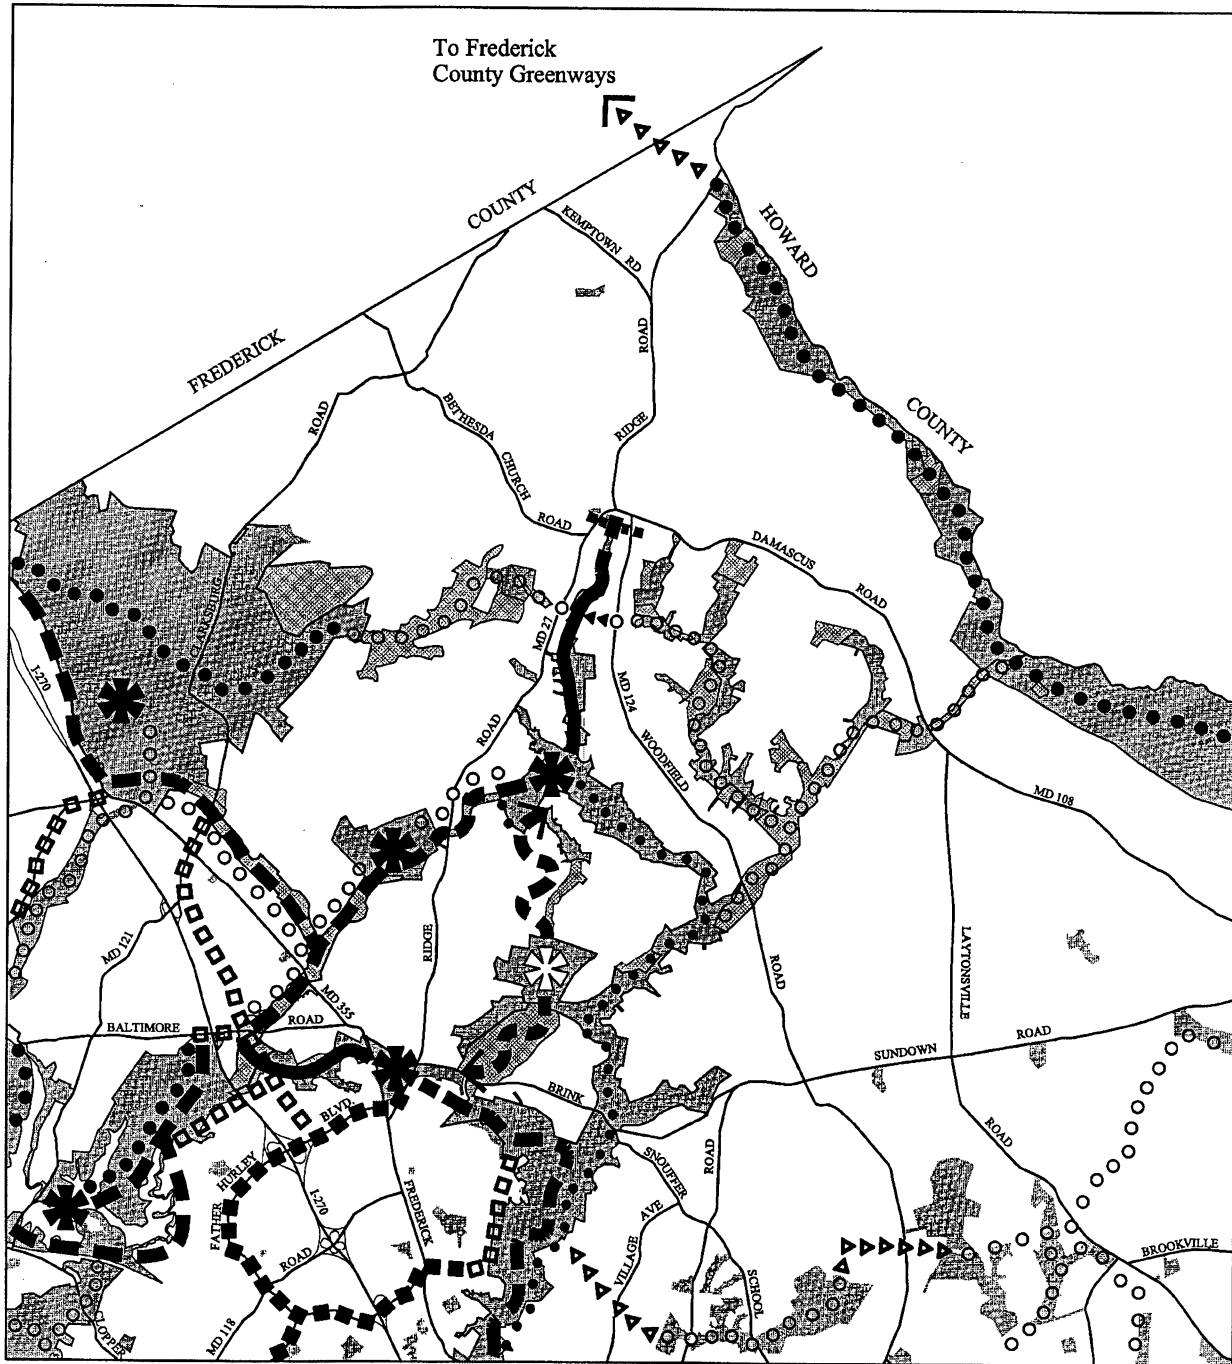 To Frederick
County Greenways
COUNTY
KEMPTOWN RD
HOWARD
FREDERICK
ROAD
ROAD
BETHESDA
CHURCH
ROAD
RIDGE
COUNTY
DAMASCUS
ROAD
CLARKSBURG
I-270
MD 27
MD 124
ROAD
WOODFIELD
MD 108
MD 121
RIDGE
MD 355
ROAD
LAYTONSVILLE
BALTIMORE
ROAD
SUNDOWN
ROAD
BRINK
BLVD.
HURLEY
FATHER
I-270
FREDERICK
ROAD
SNOUFFER
ROAD
ROAD
VILLAGE
AVE
SCHOOL
BROOKVILLE
MD 118
CLOPPER